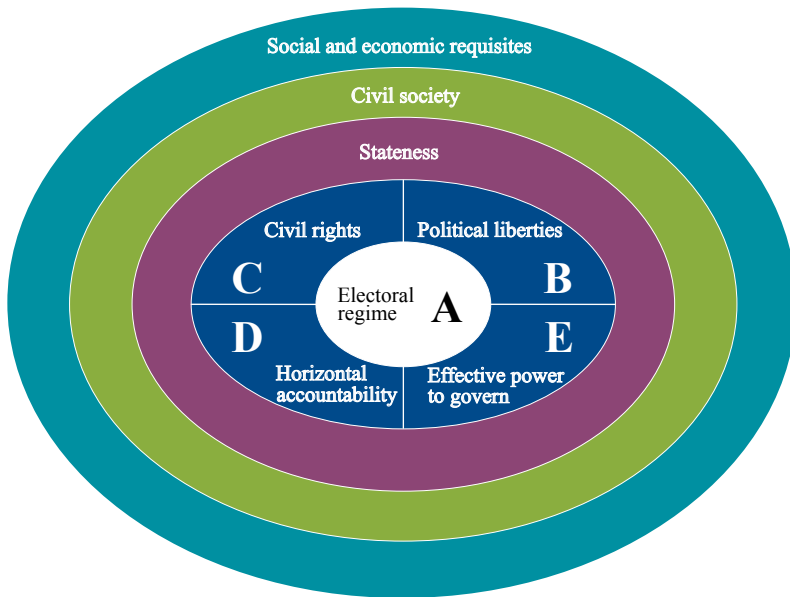 Social and economic requisites
Civil society
Stateness
Civil rights
Political liberties
C
B
Electoral
regime
A
D
E
Horizontal
accountability
Effective power
to govern